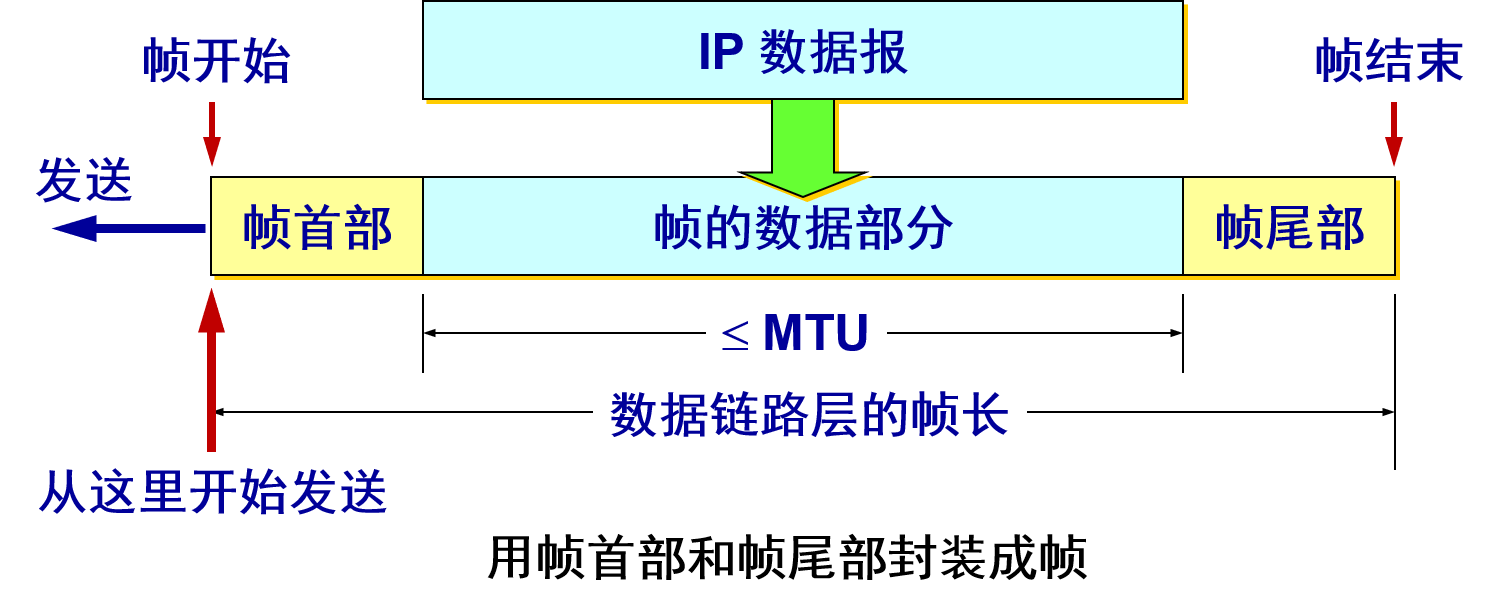 IP 数据报
帧开始
帧结束
发送
帧首部
帧的数据部分
帧尾部
≤ MTU
数据链路层的帧长
从这里开始发送
用帧首部和帧尾部封装成帧